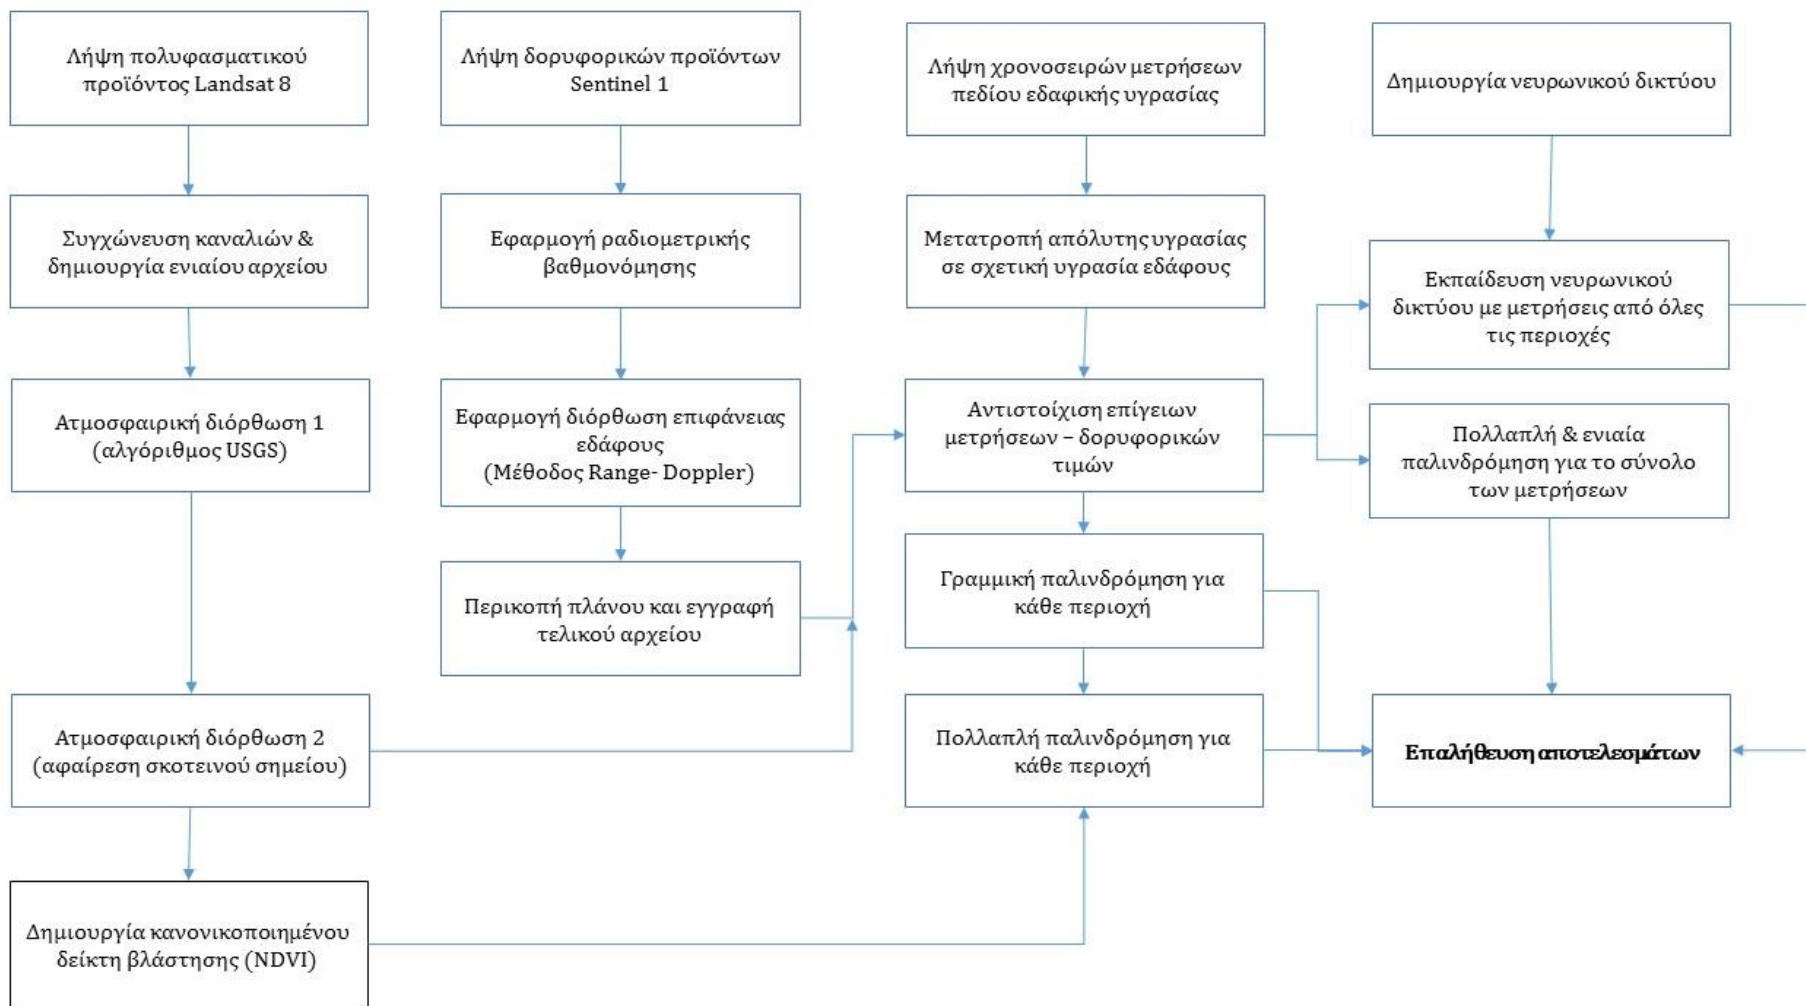 Λήψη πολυφασματικού
προϊόντος Landsat 8
Συγχώνευση καναλιών &
δημιουργία ενιαίου αρχείου
Ατμοσφαιρική διόρθωση 1
(αλγόριθμος USGS)
Ατμοσφαιρική διόρθωση 2
(αφαίρεση σκοτεινού σημείου)
Δημιουργία κανονικοποιημένου
δείκτη βλάστησης (NDVI)
Λήψη δορυφορικών προϊόντων
Sentinel 1
Εφαρμογή ραδιομετρικής
βαθμονόμησης
Εφαρμογή διόρθωση επιφάνειας
εδάφους
(Μέθοδος Range- Doppler)
Περικοπή πλάνου και εγγραφή
τελικού αρχείου
Λήψη χρονοσειρών μετρήσεων
πεδίου εδαφικής υγρασίας
Μετατροπή απόλυτης υγρασίας
σε σχετική υγρασία εδάφους
Αντιστοίχιση επίγειων
μετρήσεων – δορυφορικών
τιμών
Γραμμική παλινδρόμηση για
κάθε περιοχή
Πολλαπλή παλινδρόμηση για
κάθε περιοχή
Δημιουργία νευρωνικού δικτύου
Εκπαίδευση νευρωνικού
δικτύου με μετρήσεις από όλες
τις περιοχές
Πολλαπλή & ενιαία
παλινδρόμηση για το σύνολο
των μετρήσεων
Επαλήθευση αποτελεσμάτων